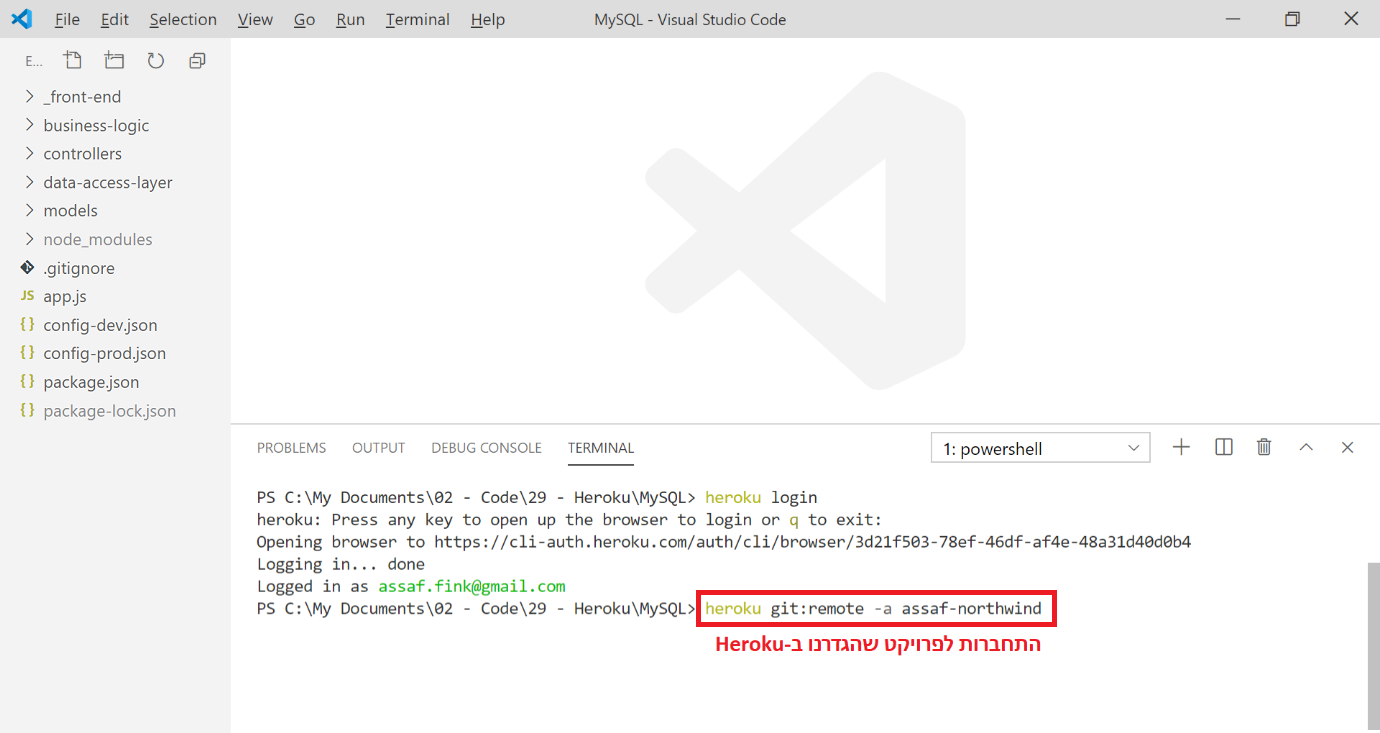 File Edit Selection View Go Run Terminal Help MySQL - Visual Studio Code
E...
_front-end
business-logic
controllers
data-access-layer
models
node_modules
.gitignore
JS app.js
{} config-dev.json
{} config-prod.json
{} package.json
{} package-lock.json
PROBLEMS OUTPUT DEBUG CONSOLE TERMINAL 1: powershell
PS C:\My Documents\02 - Code\29 - Heroku\MySQL> heroku login
heroku: Press any key to open up the browser to login or q to exit:
Opening browser to https://cli-auth.heroku.com/auth/cli/browser/3d21f503-78ef-46df-af4e-48a31d40d0b4
Logging in... done
Logged in as assaf.fink@gmail.com
PS C:\My Documents\02 - Code\29 - Heroku\MySQL> heroku git:remote -a assaf-northwind
התחברות לפרויקט שהגדרנו ב-Heroku